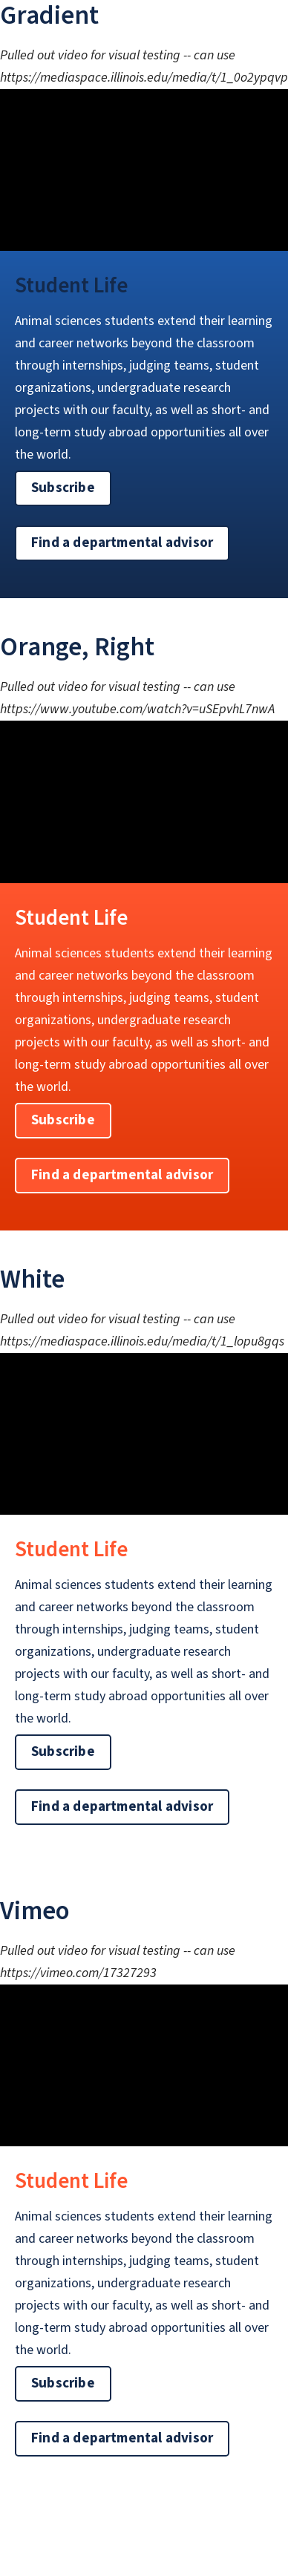 Gradient
Pulled out video for visual testing -- can use
https://mediaspace.illinois.edu/media/t/1_0o2ypqvp
Student Life
Animal sciences students extend their learning
and career networks beyond the classroom
through internships, judging teams, student
organizations, undergraduate research
projects with our faculty, as well as short- and
long-term study abroad opportunities all over
the world.
Subscribe
Find a departmental advisor
Orange, Right
Pulled out video for visual testing -- can use
https://www.youtube.com/watch?v=uSEpvhL7nwA
Student Life
Animal sciences students extend their learning
and career networks beyond the classroom
through internships, judging teams, student
organizations, undergraduate research
projects with our faculty, as well as short- and
long-term study abroad opportunities all over
the world.
Subscribe
Find a departmental advisor
White
Pulled out video for visual testing -- can use
https://mediaspace.illinois.edu/media/t/1_lopu8gqs
Student Life
Animal sciences students extend their learning
and career networks beyond the classroom
through internships, judging teams, student
organizations, undergraduate research
projects with our faculty, as well as short- and
long-term study abroad opportunities all over
the world.
Subscribe
Find a departmental advisor
Vimeo
Pulled out video for visual testing -- can use
https://vimeo.com/17327293
Student Life
Animal sciences students extend their learning
and career networks beyond the classroom
through internships, judging teams, student
organizations, undergraduate research
projects with our faculty, as well as short- and
long-term study abroad opportunities all over
the world.
Subscribe
Find a departmental advisor